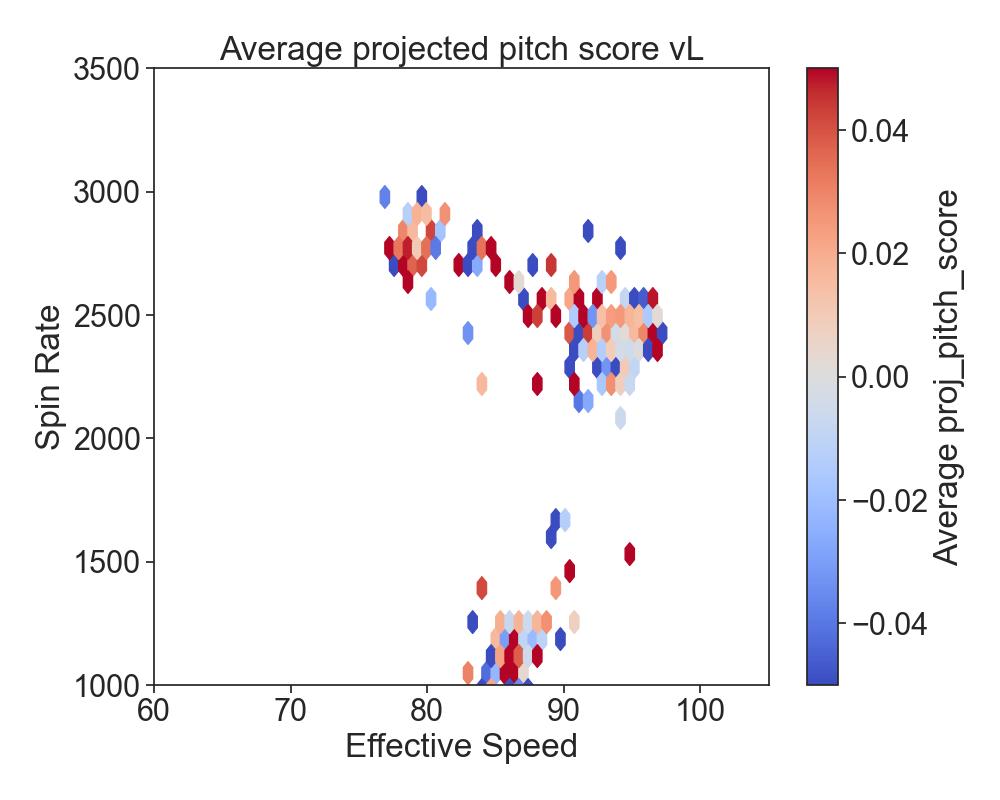 Average projected pitch score vL
3500
3000
2500
2000
1500
1000
Spin Rate
60 70 80 90 100
Effective Speed
0.04
0.02
0.00
−0.02
−0.04
Average proj_pitch_score